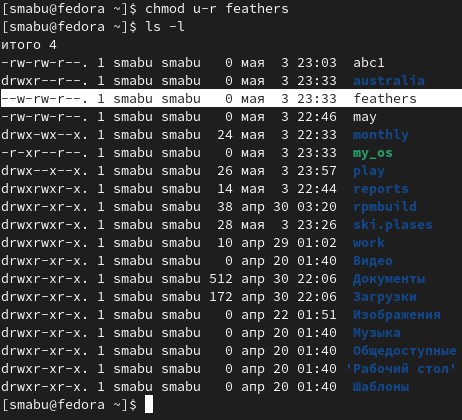 [smabu@fedora ~]$ chmod u-r feathers
[smabu@fedora ~]$ ls -l
итого 4
-rw-rw-r--. 1 smabu smabu   0 мая  3 23:03  abc1
drwxr--r--. 1 smabu smabu   0 мая  3 23:33  australia
--w-rw-r--. 1 smabu smabu   0 мая  3 23:33  feathers
-rw-rw-r--. 1 smabu smabu   0 мая  3 22:46  may
drwx-wx--x. 1 smabu smabu  24 мая  3 22:33  monthly
-r-xr--r--. 1 smabu smabu   0 мая  3 23:33  my_os
drwx--x--x. 1 smabu smabu  26 мая  3 23:57  play
drwxrwxr-x. 1 smabu smabu  14 мая  3 22:44  reports
drwxr-xr-x. 1 smabu smabu  38 апр 30 03:20  rpmbuild
drwxrwxr-x. 1 smabu smabu  28 мая  3 23:26  ski.plases
drwxrwxr-x. 1 smabu smabu  10 апр 29 01:02  work
drwxr-xr-x. 1 smabu smabu   0 апр 20 01:40  Видео
drwxr-xr-x. 1 smabu smabu 512 апр 30 22:06  Документы
drwxr-xr-x. 1 smabu smabu 172 апр 30 22:06  Загрузки
drwxr-xr-x. 1 smabu smabu   0 апр 22 01:51  Изображения
drwxr-xr-x. 1 smabu smabu   0 апр 20 01:40  Музыка
drwxr-xr-x. 1 smabu smabu   0 апр 20 01:40  Общедоступные
drwxr-xr-x. 1 smabu smabu   0 апр 20 01:40 'Рабочий стол'
drwxr-xr-x. 1 smabu smabu   0 апр 20 01:40  Шаблоны
[smabu@fedora ~]$